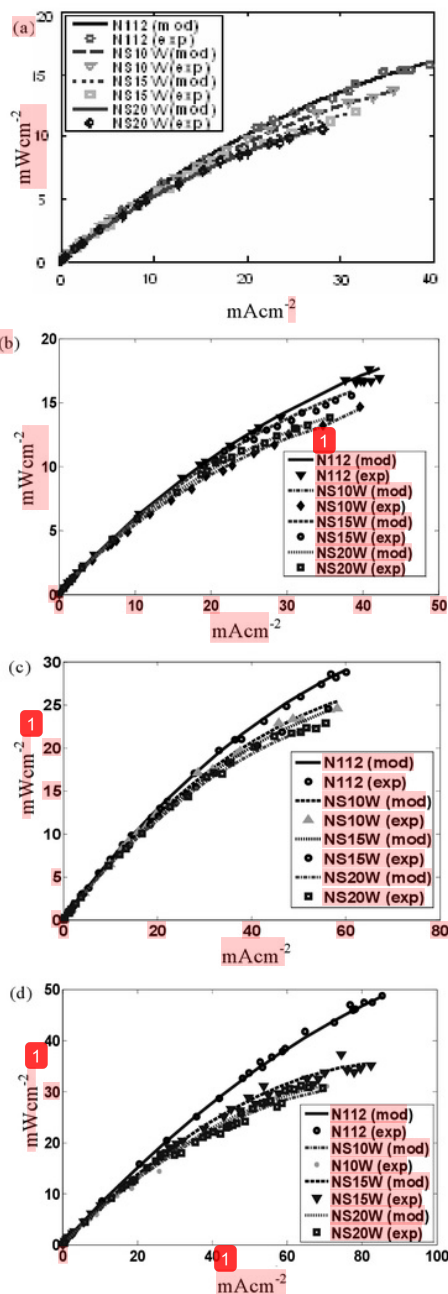 (a)
20
15
10
5
0
mWcm-2
N112 (mod)
N112 (exp)
NS10W (mod)
NS10W (exp)
NS15W (mod)
NS15W (exp)
NS20W (mod)
NS20W (exp)
0 10 20 30 40
mAcm-2
(b)
20
15
10
5
0
mWcm-2
1
N112 (mod)
N112 (exp)
NS10W (mod)
NS10W (exp)
NS15W (mod)
NS15W (exp)
NS20W (mod)
NS20W (exp)
0 10 20 30 40 50
mAcm-2
(c)
30
25
20
15
10
5
0
1
mWcm-2
N112 (mod)
N112 (exp)
NS10W (mod)
NS10W (exp)
NS15W (mod)
NS15W (exp)
NS20W (mod)
NS20W (exp)
0 20 40 60 80
mAcm-2
(d)
50
40
30
20
10
0
1
mWcm-2
N112 (mod)
N112 (exp)
NS10W (mod)
N10W (exp)
NS15W (mod)
NS15W (exp)
NS20W (mod)
NS20W (exp)
0 20 40 60 80 100
1
mAcm-2